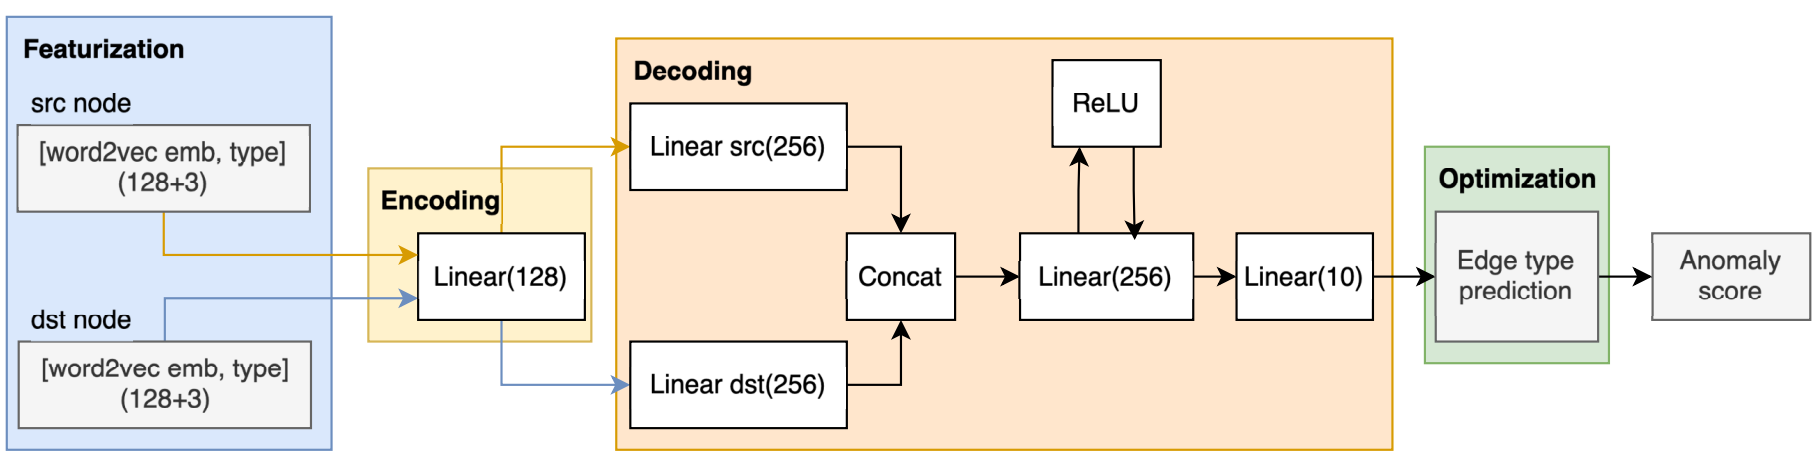 Featurization
src node
[word2vec emb, type]
(128+3)
dst node
[word2vec emb, type]
(128+3)
Encoding
Linear(128)
Decoding
Linear src(256)
Linear dst(256)
Concat
ReLU
Linear(256)
Linear(10)
Optimization
Edge type
prediction
Anomaly
score